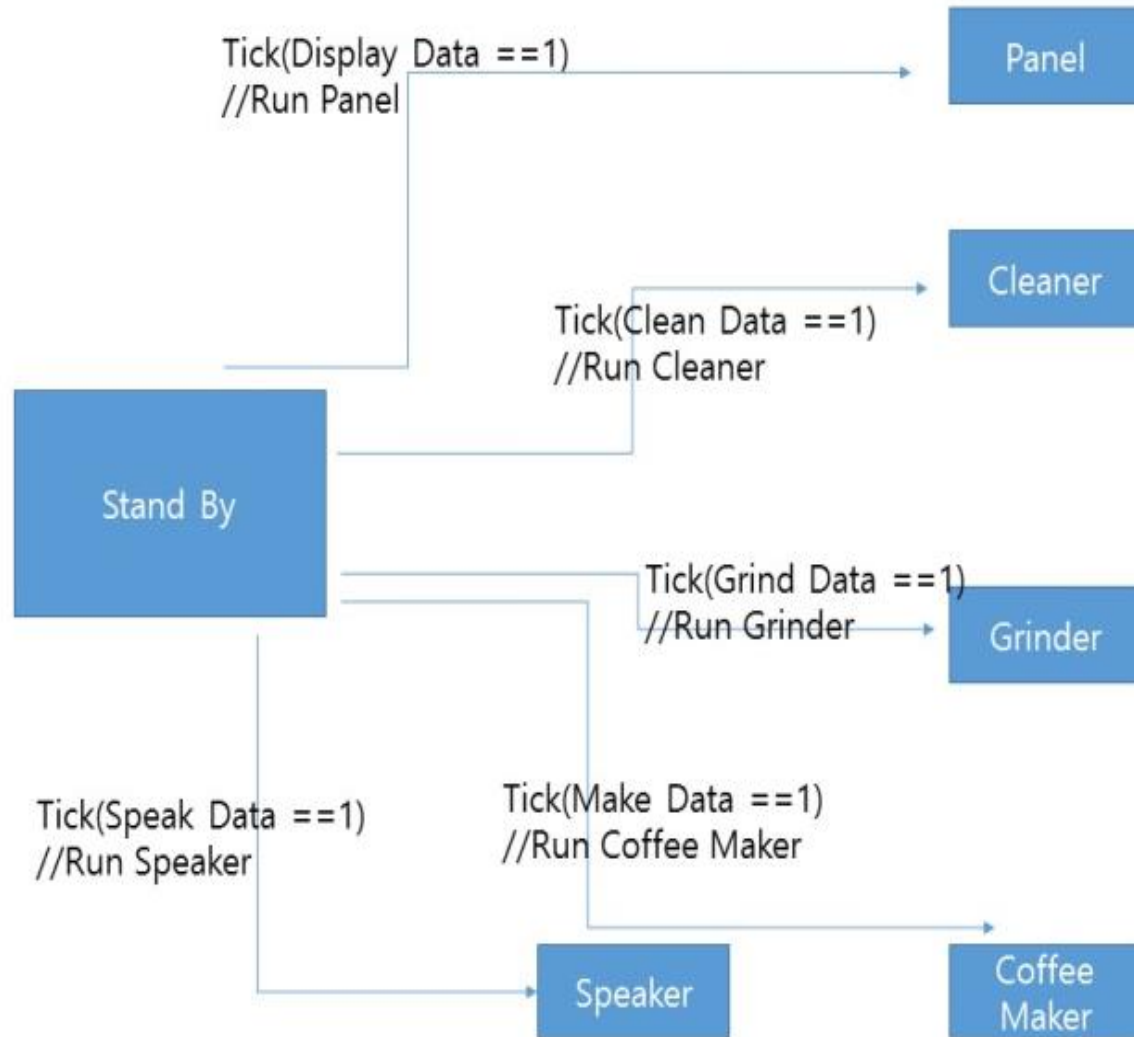 Tick(Display Data ==1)
//Run Panel
Panel
Cleaner
Tick(Clean Data ==1)
//Run Cleaner
Stand By
Tick(Grind Data ==1)
//Run Grinder
Grinder
Tick(Speak Data ==1)
//Run Speaker
Tick(Make Data ==1)
//Run Coffee Maker
Speaker
Coffee
Maker